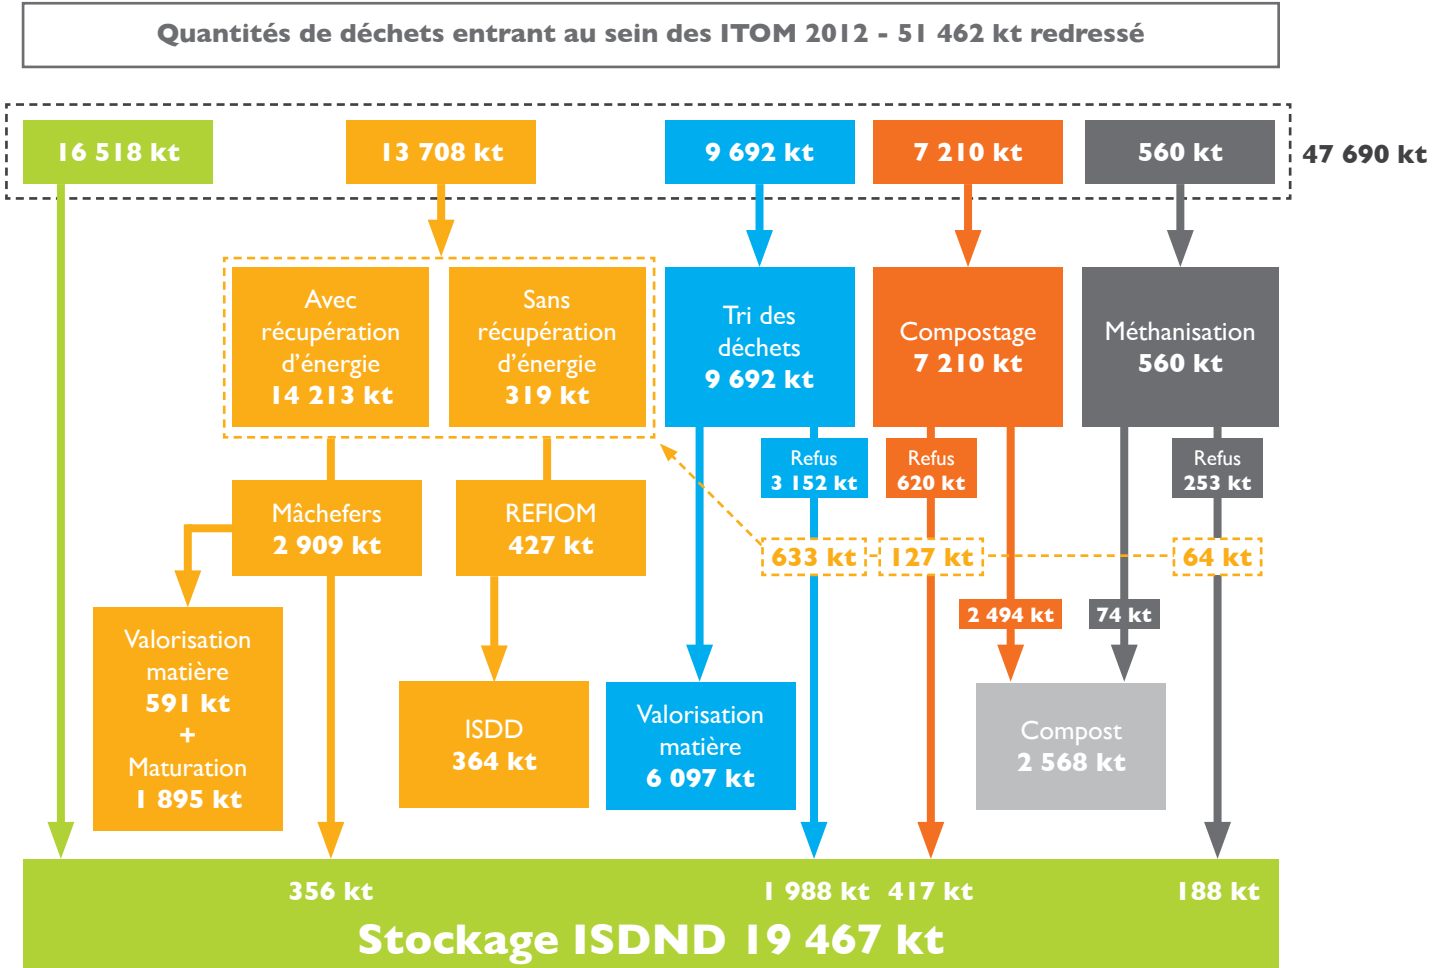 Quantités de déchets entrant au sein des ITOM 2012 - 51 462 kt redressé
16 518 kt
13 708 kt
9 692 kt
7 210 kt
560 kt
47 690 kt
Avec
récupération
d'énergie
14 213 kt
Sans
récupération
d'énergie
319 kt
Tri des
déchets
9 692 kt
Compostage
7 210 kt
Méthanisation
560 kt
Refus
3 152 kt
Refus
620 kt
Refus
253 kt
Mâchefers
2 909 kt
REFIOM
427 kt
633 kt
127 kt
64 kt
2 494 kt
74 kt
Valorisation
matière
591 kt
+
Maturation
1 895 kt
ISDD
364 kt
Valorisation
matière
6 097 kt
Compost
2 568 kt
356 kt
1 988 kt
417 kt
188 kt
Stockage ISDND 19 467 kt